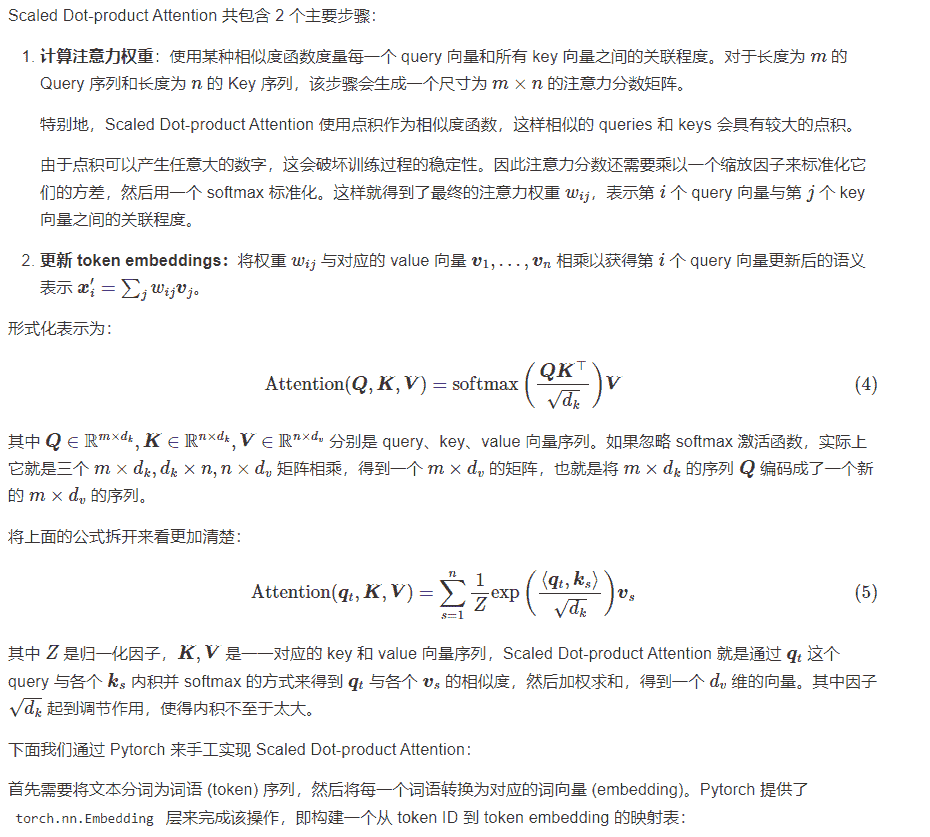 Scaled Dot-product Attention 共包含 2 个主要步骤：
1. 计算注意力权重：使用某种相似度函数度量每一个 query 向量和所有 key 向量之间的关联程度。对于长度为 m 的
Query 序列和长度为 n 的 Key 序列，该步骤会生成一个尺寸为 m × n 的注意力分数矩阵。
特别地，Scaled Dot-product Attention 使用点积作为相似度函数，这样相似的 queries 和 keys 会具有较大的点积。
由于点积可以产生任意大的数字，这会破坏训练过程的稳定性。因此注意力分数还需要乘以一个缩放因子来标准化它
们的方差，然后用一个 softmax 标准化。这样就得到了最终的注意力权重 w_{ij}，表示第 i 个 query 向量与第 j 个 key
向量之间的关联程度。
2. 更新 token embeddings：将权重 w_{ij} 与对应的 value 向量 v_1, . . . , v_n 相乘以获得第 i 个 query 向量更新后的语义
表示 x'_i = ∑_j w_{ij}v_j。
形式化表示为：
Attention(Q, K, V) = softmax(QK^⊤/√d_k)V (4)
其中 Q ∈ ℝ^{m×d_k}, K ∈ ℝ^{n×d_k}, V ∈ ℝ^{n×d_v} 分别是 query、key、value 向量序列。如果忽略 softmax 激活函数，实际上
它就是三个 m × d_k, d_k × n, n × d_v 矩阵相乘，得到一个 m × d_v 的矩阵，也就是将 m × d_k 的序列 Q 编码成了一个新
的 m × d_v 的序列。
将上面的公式拆开来看更加清楚：
Attention(q_t, K, V) = ∑_{s=1}^{n} 1/Z exp(⟨q_t, k_s⟩/√d_k)v_s (5)
其中 Z 是归一化因子，K, V 是一一对应的 key 和 value 向量序列，Scaled Dot-product Attention 就是通过 q_t 这个
query 与各个 k_s 内积并 softmax 的方式来得到 q_t 与各个 v_s 的相似度，然后加权求和，得到一个 d_v 维的向量。其中因子
√d_k 起到调节作用，使得内积不至于太大。
下面我们通过 Pytorch 来手工实现 Scaled Dot-product Attention：
首先需要将文本分词为词语 (token) 序列，然后将每一个词语转换为对应的词向量 (embedding)。Pytorch 提供了
torch.nn.Embedding 层来完成该操作，即构建一个从 token ID 到 token embedding 的映射表：